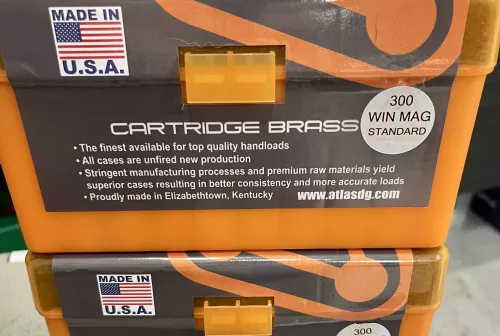 MADE IN
U.S.A.
CARTRIDGE BRASS
300
WIN MAG
STANDARD
• The finest available for top quality handloads
• All cases are unfired new production
• Stringent manufacturing processes and premium raw materials yield
superior cases resulting in better consistency and more accurate loads
• Proudly made in Elizabethtown, Kentucky www.atlasdg.com
MADE IN
U.S.A.
300